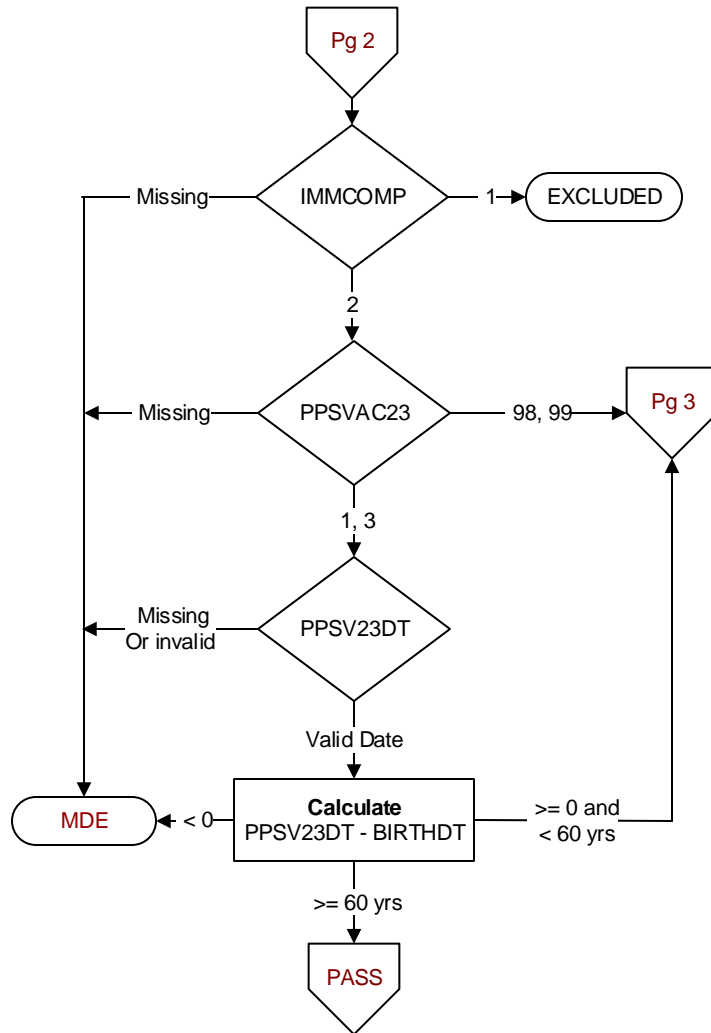 Pg 2
Missing
IMMCOMP
1
EXCLUDED
2
Missing
PPSVAC23
98, 99
Pg 3
1, 3
Missing
Or invalid
PPSV23DT
Valid Date
MDE
< 0
Calculate
PPSV23DT - BIRTHDT
>= 0 and
< 60 yrs
>= 60 yrs
PASS